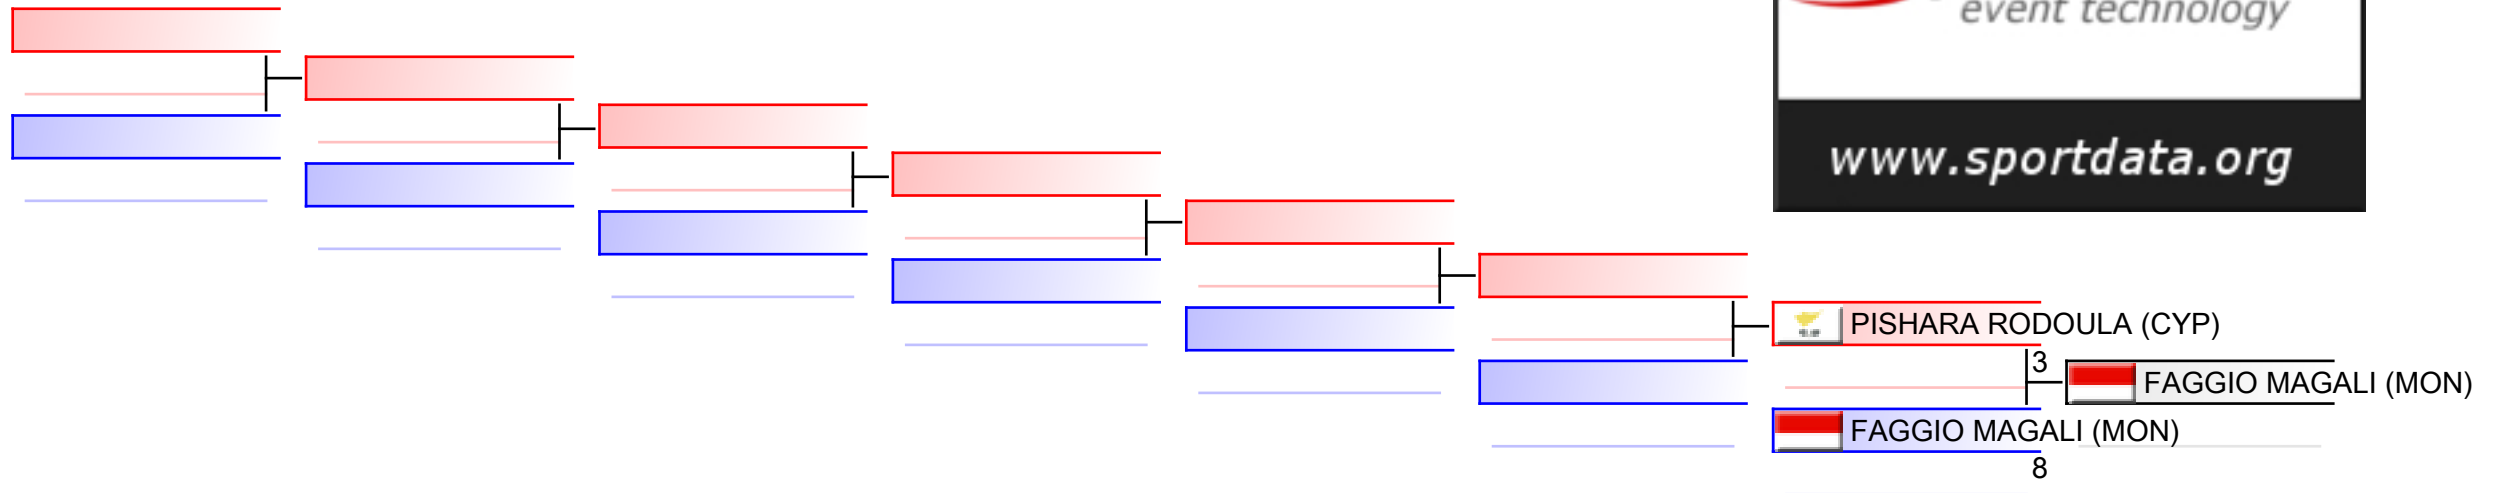 event technology
www.sportdata.org
PISHARA RODOULA (CYP)
3
FAGGIO MAGALI (MON)
FAGGIO MAGALI (MON)
8